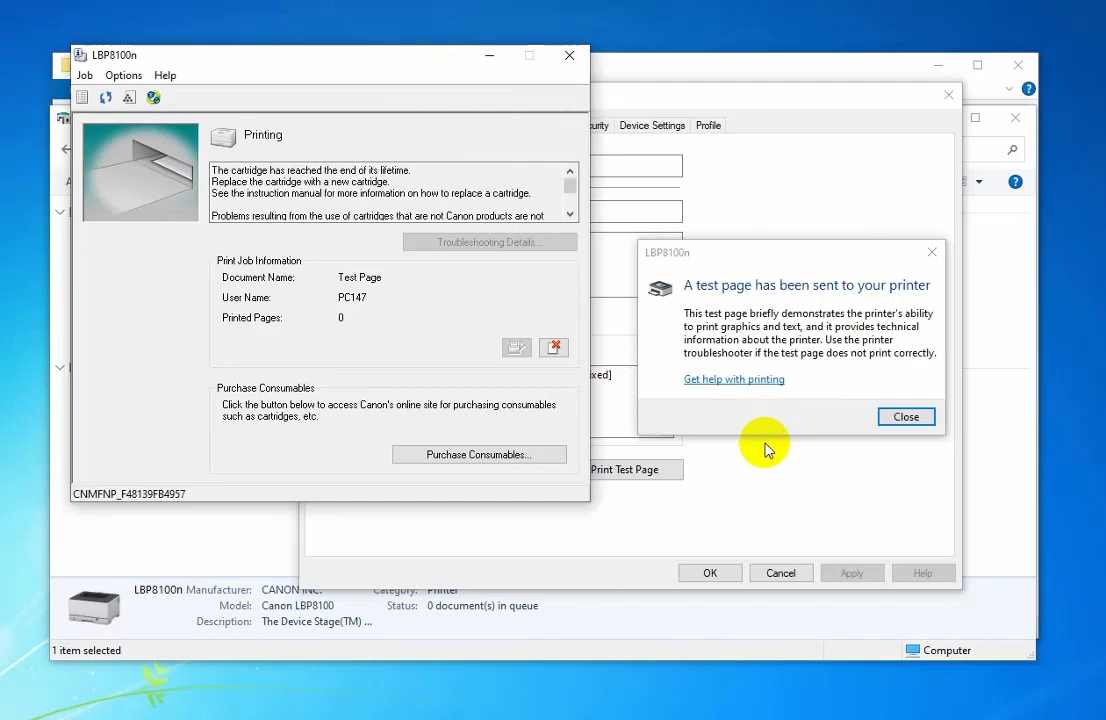 LBP8100n
Job Options Help
Printing
The cartridge has reached the end of its lifetime.
Replace the cartridge with a new cartridge.
See the instruction manual for more information on how to replace a cartridge.
Problems resulting from the use of cartridges that are not Canon products are not
Troubleshooting Details...
Print Job Information
Document Name: Test Page
User Name: PC147
Printed Pages: 0
Purchase Consumables
Click the button below to access Canon's online site for purchasing consumables
such as cartridges, etc.
Purchase Consumables...
CNMFNP_F48139FB4957
Device Settings Profile
LBP8100n
A test page has been sent to your printer
This test page briefly demonstrates the printer's ability
to print graphics and text, and it provides technical
information about the printer. Use the printer
troubleshooter if the test page does not print correctly.
Get help with printing
Close
Print Test Page
OK Cancel Apply Help
LBP8100n Manufacturer: CANON INC. Category: Printer
Model: Canon LBP8100 Status: 0 document(s) in queue
Description: The Device Stage(TM) ...
1 item selected
Computer